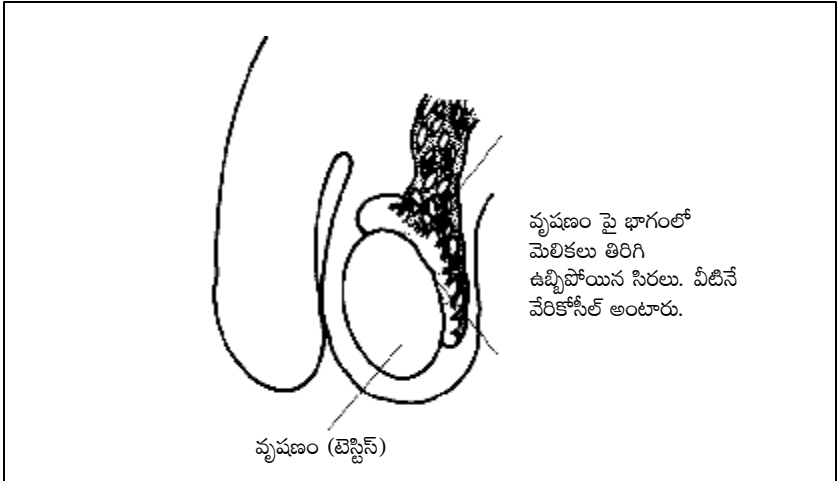 వృషణం పై భాగంలో
మెలికలు తిరిగి
ఉబ్బిపోయిన సిరలు. వీటినే
వేరికోసీల్ అంటారు.
వృషణం (టెస్టిస్)